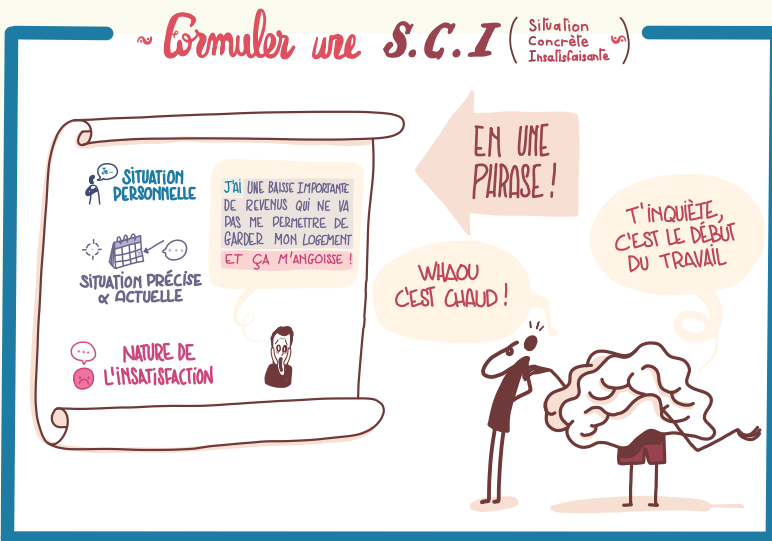 Formuler une S.C.I (Situation
Concrète
Insatisfaisante)
Je...
SITUATION
PERSONNELLE
SITUATION PRÉCISE
& ACTUELLE
NATURE DE
L'INSATISFACTION
J'AI UNE BAISSE IMPORTANTE
DE REVENUS QUI NE VA
PAS ME PERMETTRE DE
GARDER MON LOGEMENT
ET ÇA M'ANGOISSE !
EN UNE
PHRASE !
WHAOU
C'EST CHAUD !
T'INQUIÈTE,
C'EST LE DÉBUT
DU TRAVAIL